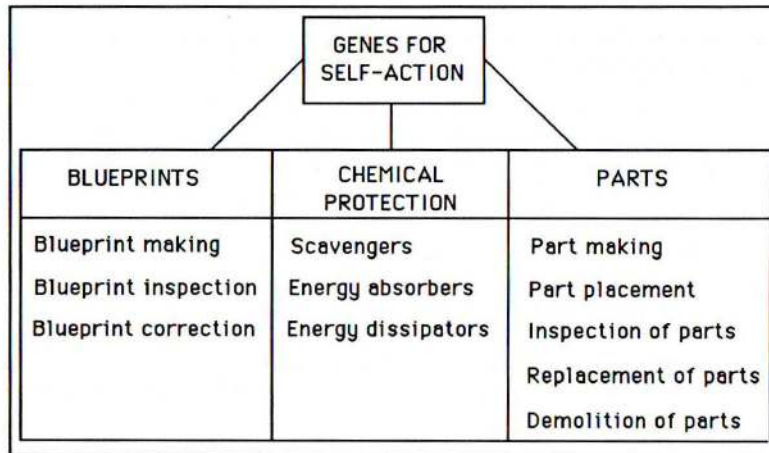 GENES FOR
SELF-ACTION
BLUEPRINTS
Blueprint making
Blueprint inspection
Blueprint correction
CHEMICAL
PROTECTION
Scavengers
Energy absorbers
Energy dissipators
PARTS
Part making
Part placement
Inspection of parts
Replacement of parts
Demolition of parts